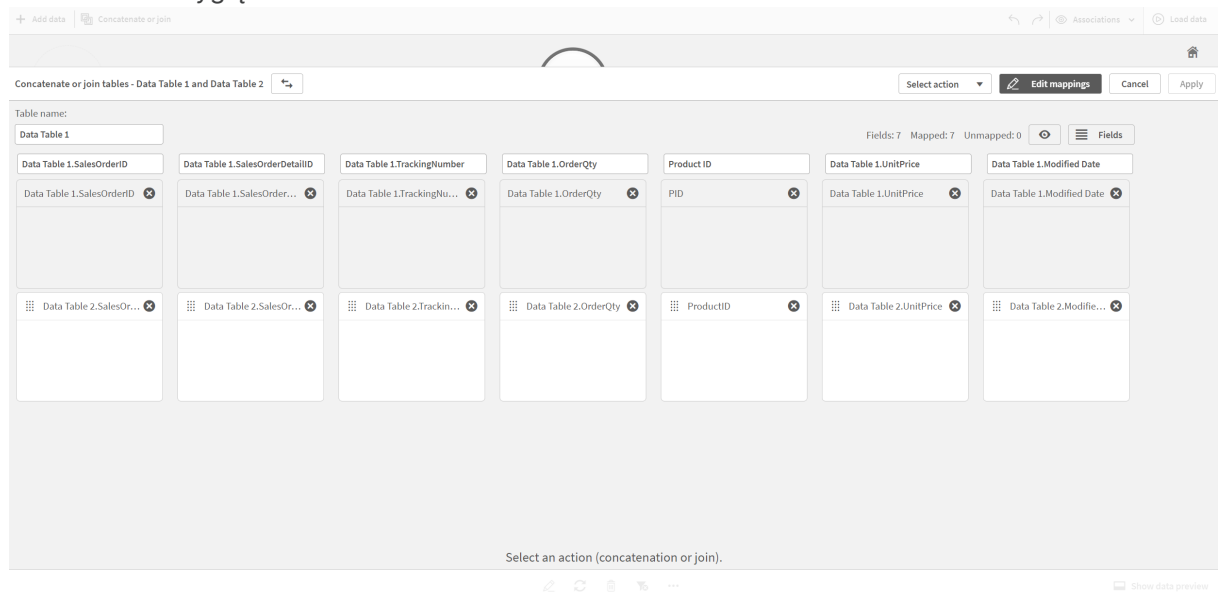 Add data Concatenate or join Associations Load data
Concatenate or join tables - Data Table 1 and Data Table 2 Select action Edit mappings Cancel Apply
Table name:
Data Table 1 Fields: 7 Mapped: 7 Unmapped: 0 Fields
Data Table 1.SalesOrderID Data Table 1.SalesOrderDetailID Data Table 1.TrackingNumber Data Table 1.OrderQty Product ID Data Table 1.UnitPrice Data Table 1.Modified Date
Data Table 1.SalesOrderID Data Table 1.SalesOrder... Data Table 1.TrackingNu... Data Table 1.OrderQty PID Data Table 1.UnitPrice Data Table 1.Modified Date
Data Table 2.SalesOr... Data Table 2.SalesOr... Data Table 2.Trackin... Data Table 2.OrderQty ProductID Data Table 2.UnitPrice Data Table 2.Modifie...
Select an action (concatenation or join).
Show data preview